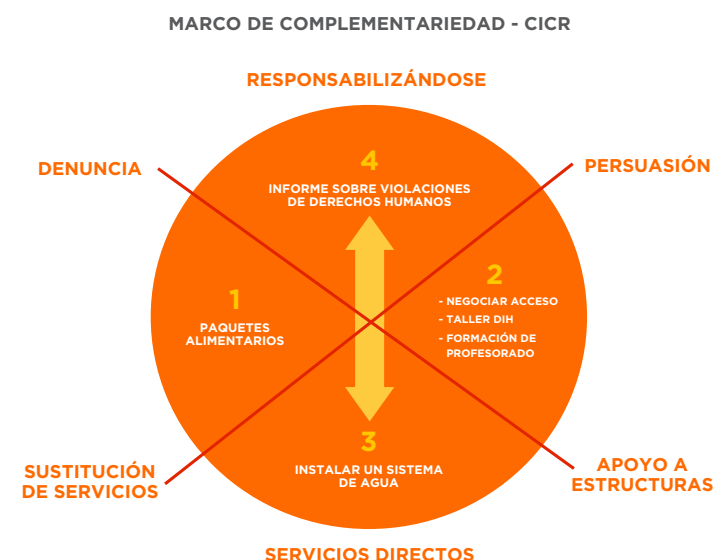 MARCO DE COMPLEMENTARIEDAD - CICR
RESPONSABILIZÁNDOSE
DENUNCIA
PERSUASIÓN
4
INFORME SOBRE VIOLACIONES
DE DERECHOS HUMANOS
1
PAQUETES
ALIMENTARIOS
2
- NEGOCIAR ACCESO
- TALLER DIH
- FORMACIÓN DE
PROFESORADO
3
INSTALAR UN SISTEMA
DE AGUA
SUSTITUCIÓN
DE SERVICIOS
APOYO A
ESTRUCTURAS
SERVICIOS DIRECTOS